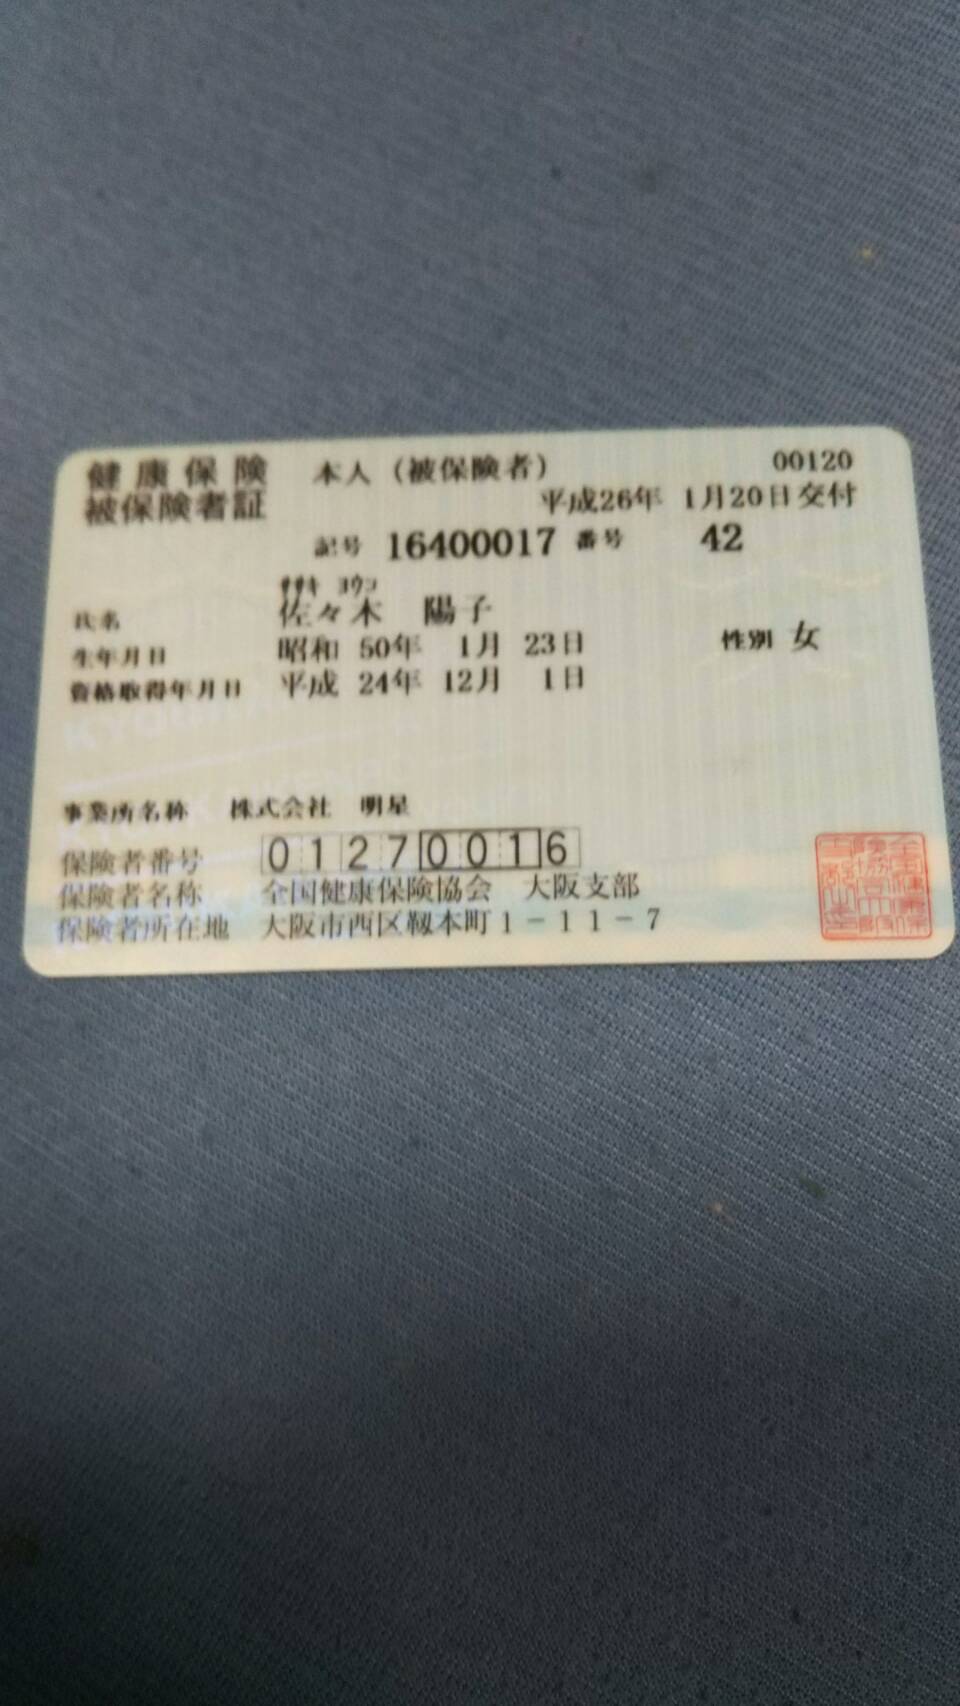 健康保険 本人（被保険者） 00120
被保険者証 平成26年 1月20日交付
記号 16400017 番号 42
ｻｻｷ ﾖｳｺ
氏名 佐々木 陽子
生年月日 昭和 50年 1月 23日 性別 女
資格取得年月日 平成 24年 12月 1日
事業所名称 株式会社 明星
保険者番号 01270016
保険者名称 全国健康保険協会 大阪支部
保険者所在地 大阪市西区靱本町1－11－7